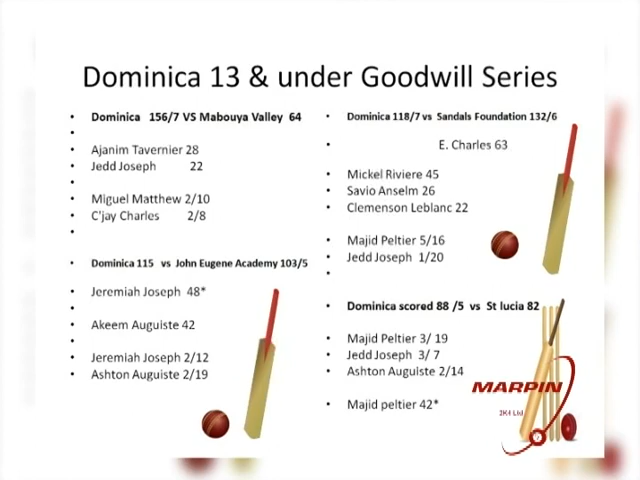 Dominica 13 & under Goodwill Series
Dominica 156/7 VS Mabouya Valley 64
Ajanim Tavernier 28
Jedd Joseph 22
Miguel Matthew 2/10
C'jay Charles 2/8
Dominica 115 vs John Eugene Academy 103/5
Jeremiah Joseph 48*
Akeem Auguiste 42
Jeremiah Joseph 2/12
Ashton Auguiste 2/19
Dominica 118/7 vs Sandals Foundation 132/6
E. Charles 63
Mickel Riviere 45
Savio Anselm 26
Clemenson Leblanc 22
Majid Peltier 5/16
Jedd Joseph 1/20
Dominica scored 88 /5 vs St lucia 82
Majid Peltier 3/ 19
Jedd Joseph 3/ 7
Ashton Auguiste 2/14
Majid peltier 42*
MARPIN
2K4 Ltd.